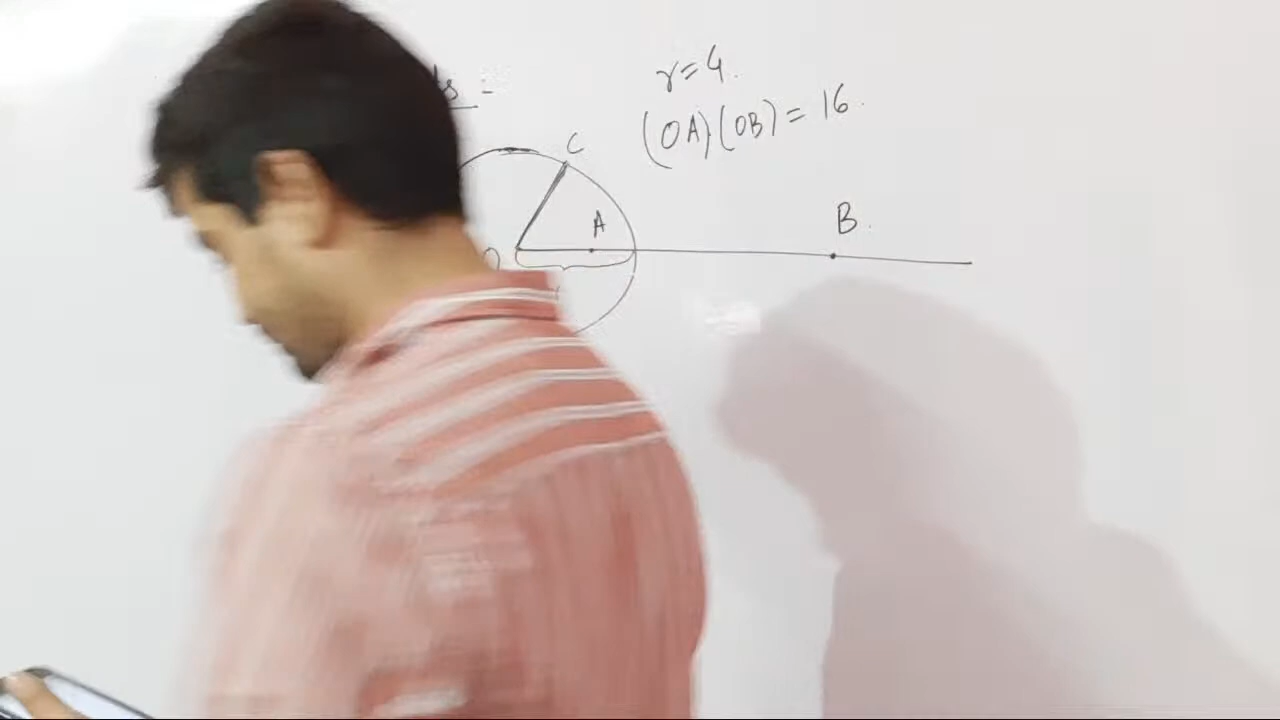 r=4.
(OA)(OB) = 16.
C
A
B.
O